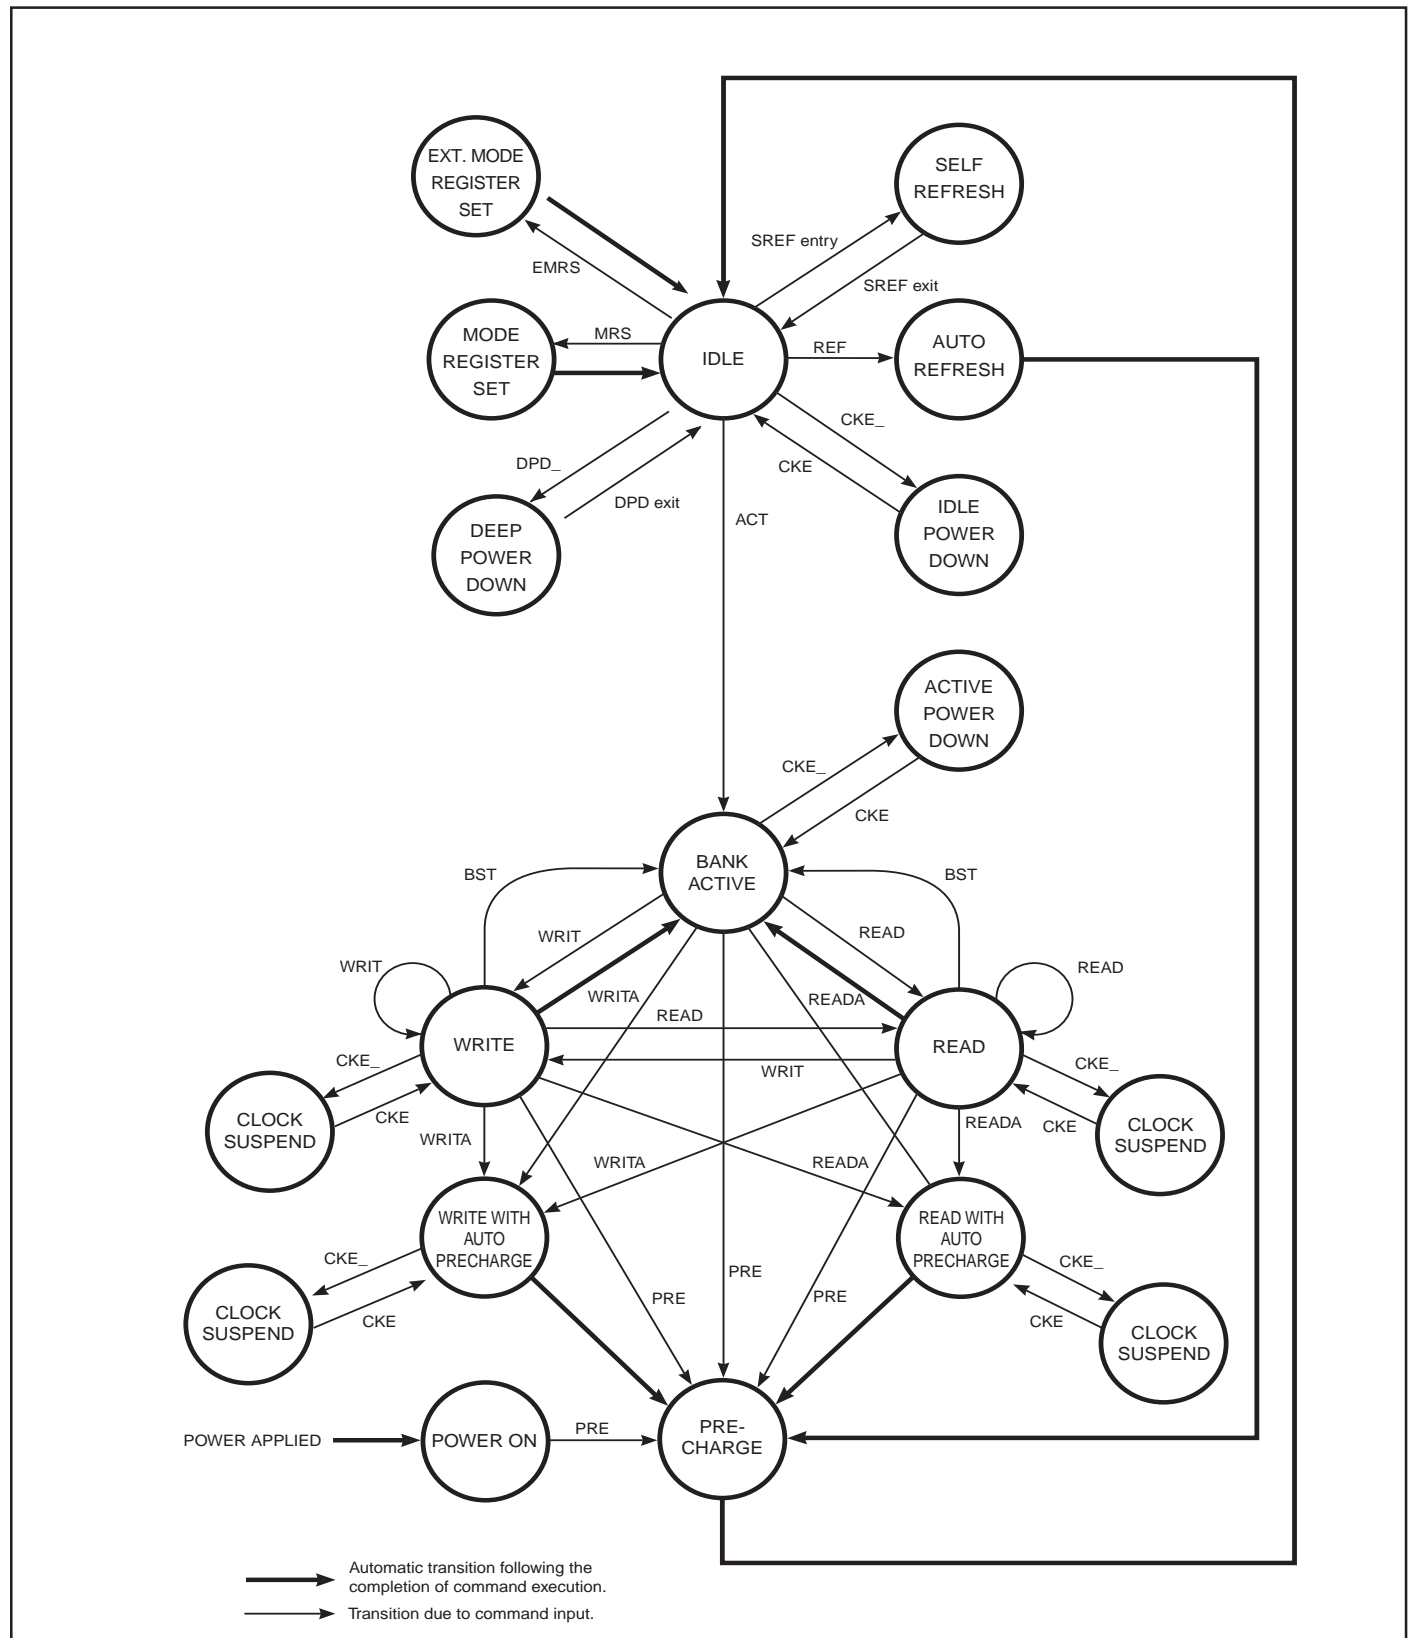 EXT. MODE
REGISTER
SET
SELF
REFRESH
SREF entry
EMRS
SREF exit
MODE
REGISTER
SET
MRS
IDLE
REF
AUTO
REFRESH
CKE_
CKE
DPD_
DPD exit
DEEP
POWER
DOWN
ACT
IDLE
POWER
DOWN
ACTIVE
POWER
DOWN
CKE_
CKE
BANK
ACTIVE
BST
BST
WRIT
READ
WRIT
READ
WRITA
READA
WRITE
READ
READ
WRIT
CKE_
CKE
CLOCK
SUSPEND
CKE_
CKE
CLOCK
SUSPEND
WRITA
READA
WRITA
READA
WRITE WITH
AUTO
PRECHARGE
READ WITH
AUTO
PRECHARGE
CKE_
CKE
CLOCK
SUSPEND
CKE_
CKE
CLOCK
SUSPEND
PRE
PRE
PRE
POWER APPLIED
POWER ON
PRE
PRE-
CHARGE
Automatic transition following the
completion of command execution.
Transition due to command input.